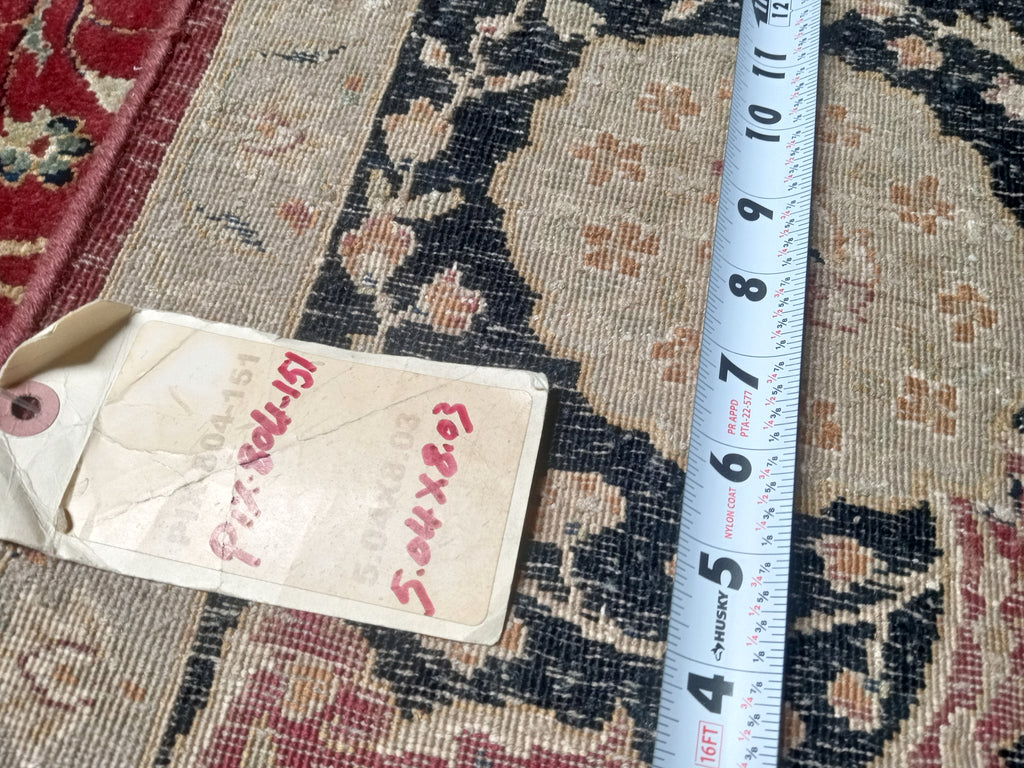 PIX-804-151
5.04 X 8.03
12
11
10
9
8
7
PR APPD
PTA-22-577
6
NYLON COAT
5
HUSKY
4
16FT